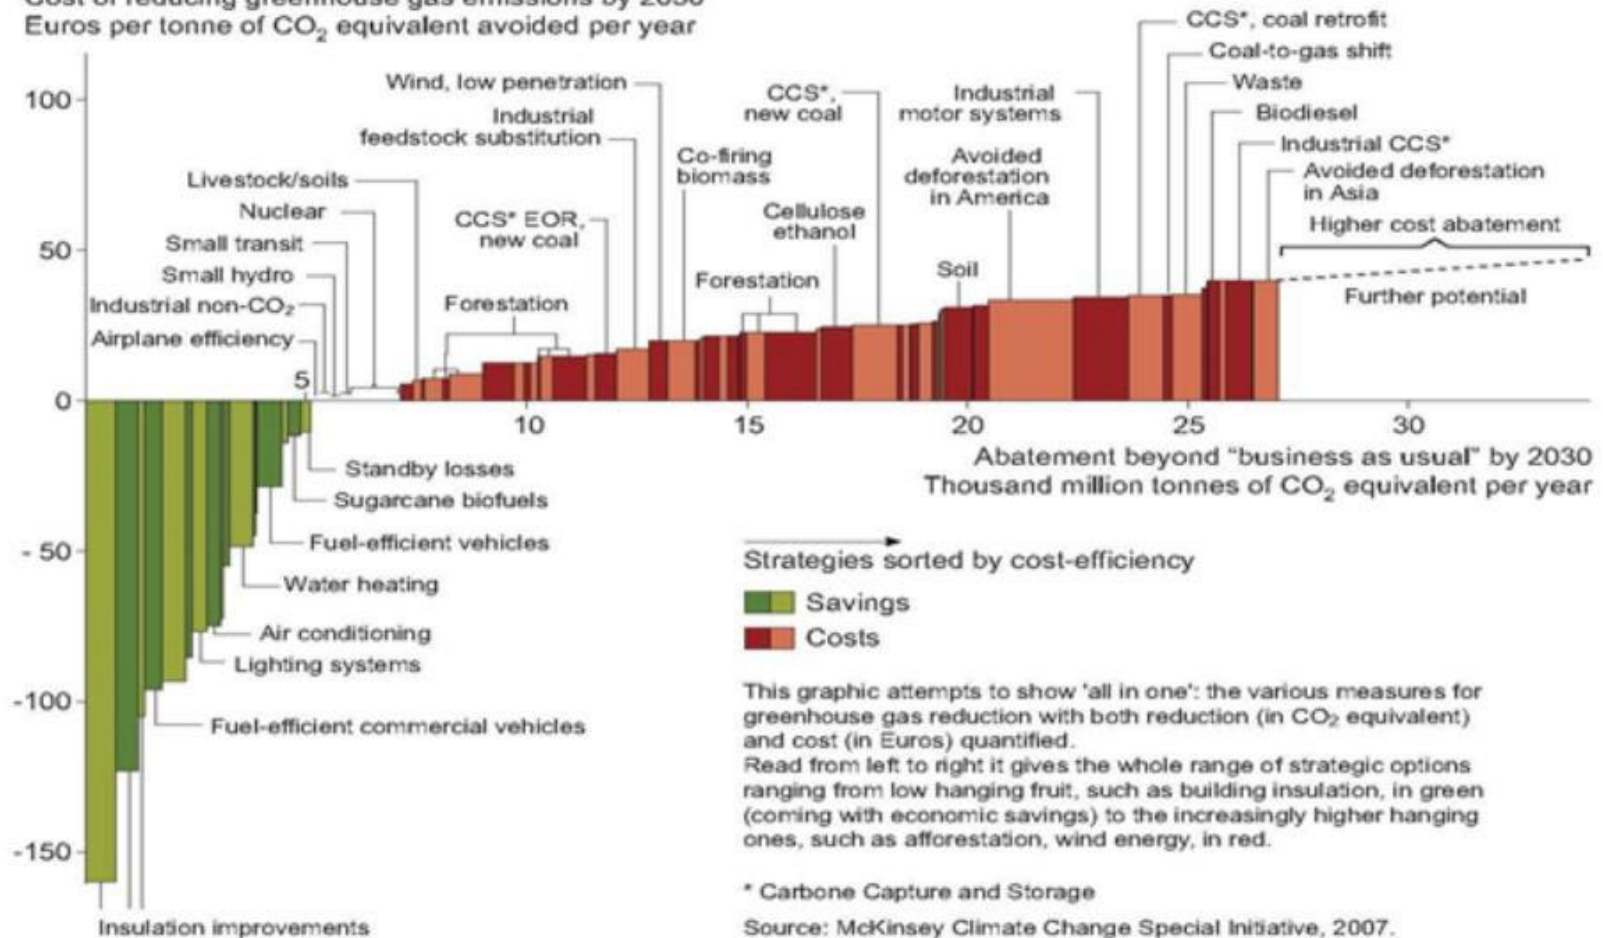 Cost of reducing greenhouse gas emissions by 2030
Euros per tonne of CO₂ equivalent avoided per year
CCS*, coal retrofit
Coal-to-gas shift
Waste
Biodiesel
Industrial CCS*
Avoided deforestation
in Asia
Higher cost abatement
Further potential
Wind, low penetration
Industrial
feedstock substitution
CCS*,
new coal
Industrial
motor systems
Co-firing
biomass
Avoided
deforestation
in America
Livestock/soils
Nuclear
Small transit
Small hydro
Industrial non-CO₂
Airplane efficiency
CCS* EOR,
new coal
Cellulose
ethanol
Forestation
Forestation
Soil
100
50
0
- 50
-100
-150
5
10
15
20
25
30
Abatement beyond “business as usual” by 2030
Thousand million tonnes of CO₂ equivalent per year
Standby losses
Sugarcane biofuels
Fuel-efficient vehicles
Water heating
Air conditioning
Lighting systems
Fuel-efficient commercial vehicles
Insulation improvements
Strategies sorted by cost-efficiency
Savings
Costs
This graphic attempts to show 'all in one': the various measures for
greenhouse gas reduction with both reduction (in CO₂ equivalent)
and cost (in Euros) quantified.
Read from left to right it gives the whole range of strategic options
ranging from low hanging fruit, such as building insulation, in green
(coming with economic savings) to the increasingly higher hanging
ones, such as afforestation, wind energy, in red.
* Carbone Capture and Storage
Source: McKinsey Climate Change Special Initiative, 2007.